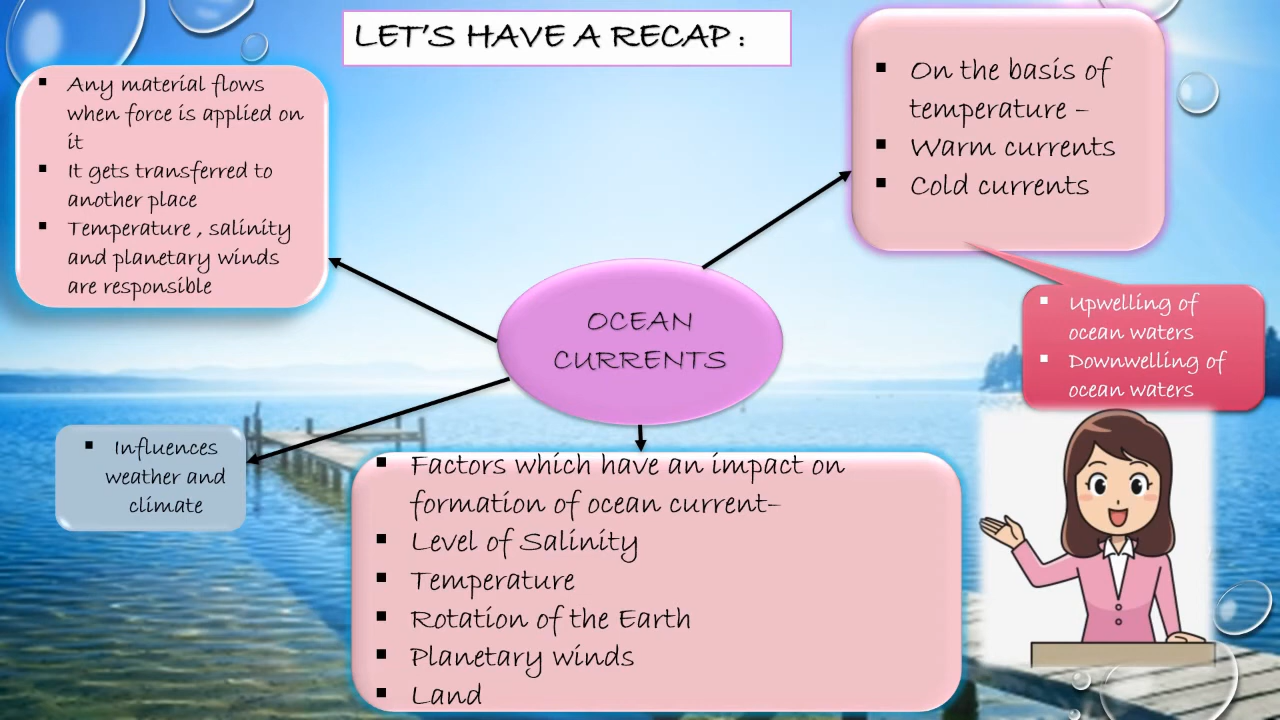 LET'S HAVE A RECAP :
▪ Any material flows
when force is applied on
it
▪ It gets transferred to
another place
▪ Temperature , salinity
and planetary winds
are responsible
▪ On the basis of
temperature –
▪ Warm currents
▪ Cold currents
▪ Upwelling of
ocean waters
▪ Downwelling of
ocean waters
OCEAN
CURRENTS
▪ Influences
weather and
climate
▪ Factors which have an impact on
formation of ocean current–
▪ Level of Salinity
▪ Temperature
▪ Rotation of the Earth
▪ Planetary winds
▪ Land